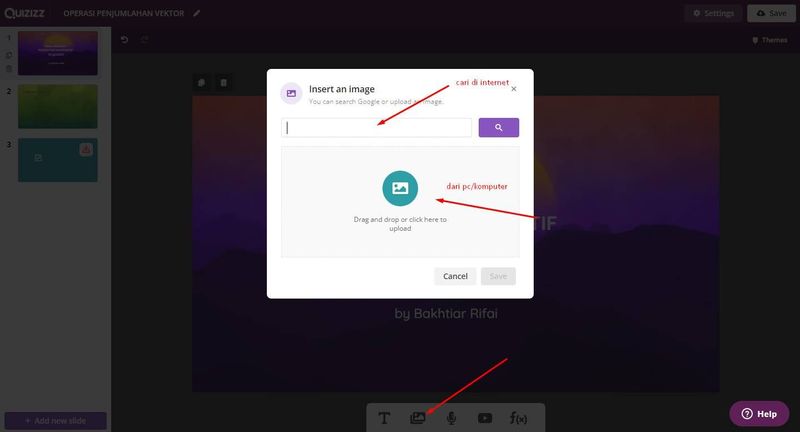 Quizizz
OPERASI PENJUMLAHAN VEKTOR
Settings
Save
1
Themes
Insert an image
cari di internet
You can search Google or upload an image.
2
3
dari pc/komputer
Drag and drop or click here to
upload
TIF
Cancel
Save
by Bakhtiar Rifai
+ Add new slide
T
f(x)
Help